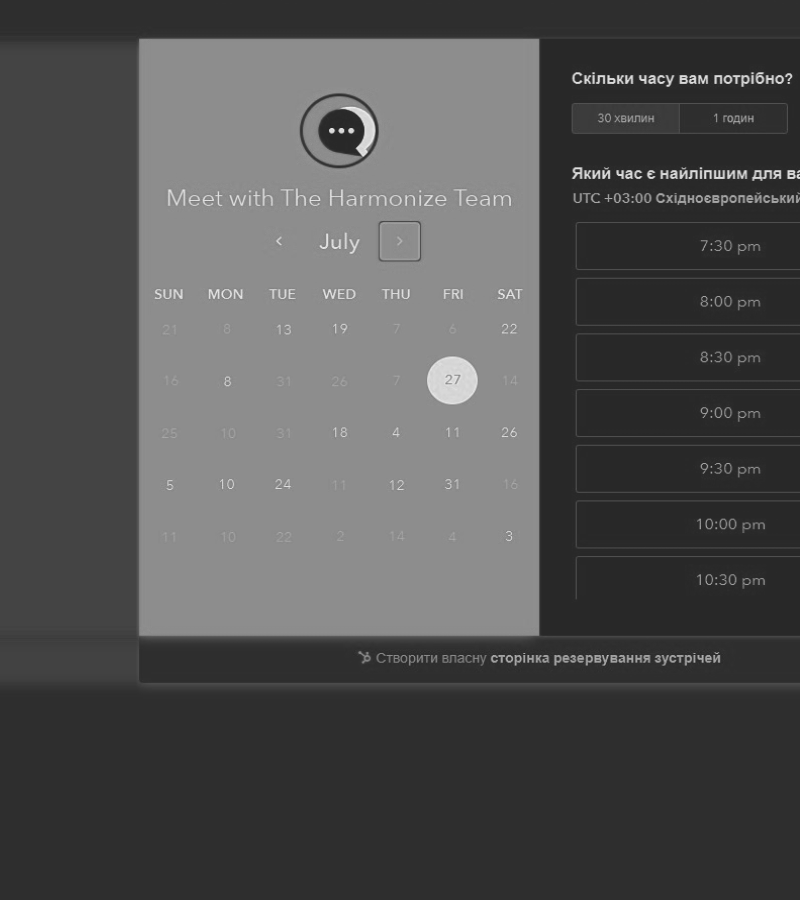 Meet with The Harmonize Team
July
SUN MON TUE WED THU FRI SAT
21 8 13 19 7 6 22
16 8 31 26 7 27 14
25 10 31 18 4 11 26
5 10 24 11 12 31 16
11 10 22 2 14 4 3
Скільки часу вам потрібно?
30 хвилин 1 годин
Який час є найліпшим для ва
UTC +03:00 Східноєвропейський
7:30 pm
8:00 pm
8:30 pm
9:00 pm
9:30 pm
10:00 pm
10:30 pm
Створити власну сторінка резервування зустрічей